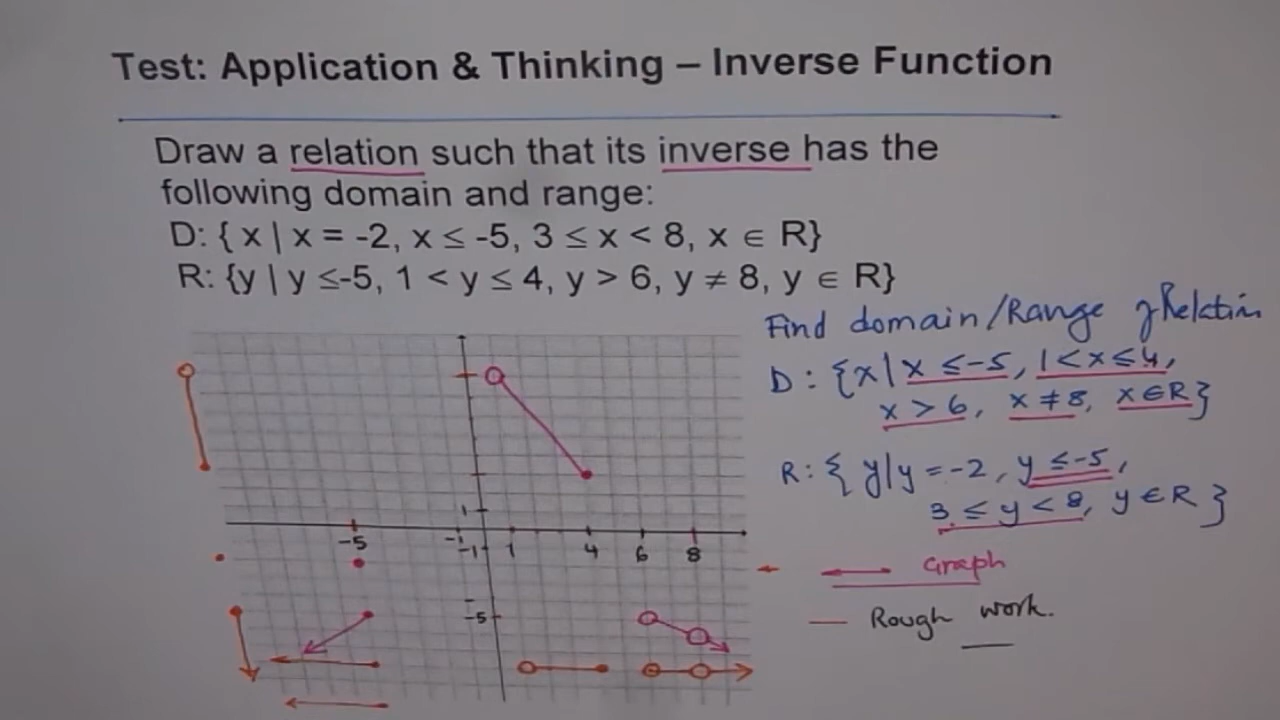 Test: Application & Thinking – Inverse Function
Draw a relation such that its inverse has the
following domain and range:
D: { x | x = -2, x ≤ -5, 3 ≤ x < 8, x ∈ R}
R: {y | y ≤-5, 1 < y ≤ 4, y > 6, y ≠ 8, y ∈ R}
Find domain/Range of Relation
D : {x| x ≤ -5, 1 < x ≤ 4,
x > 6, x ≠ 8, x ∈ R}
R: { y|y = -2, y ≤ -5,
3 ≤ y < 8, y ∈ R }
Graph
Rough work.
1
-5 -1 -1 1 4 6 8
-5